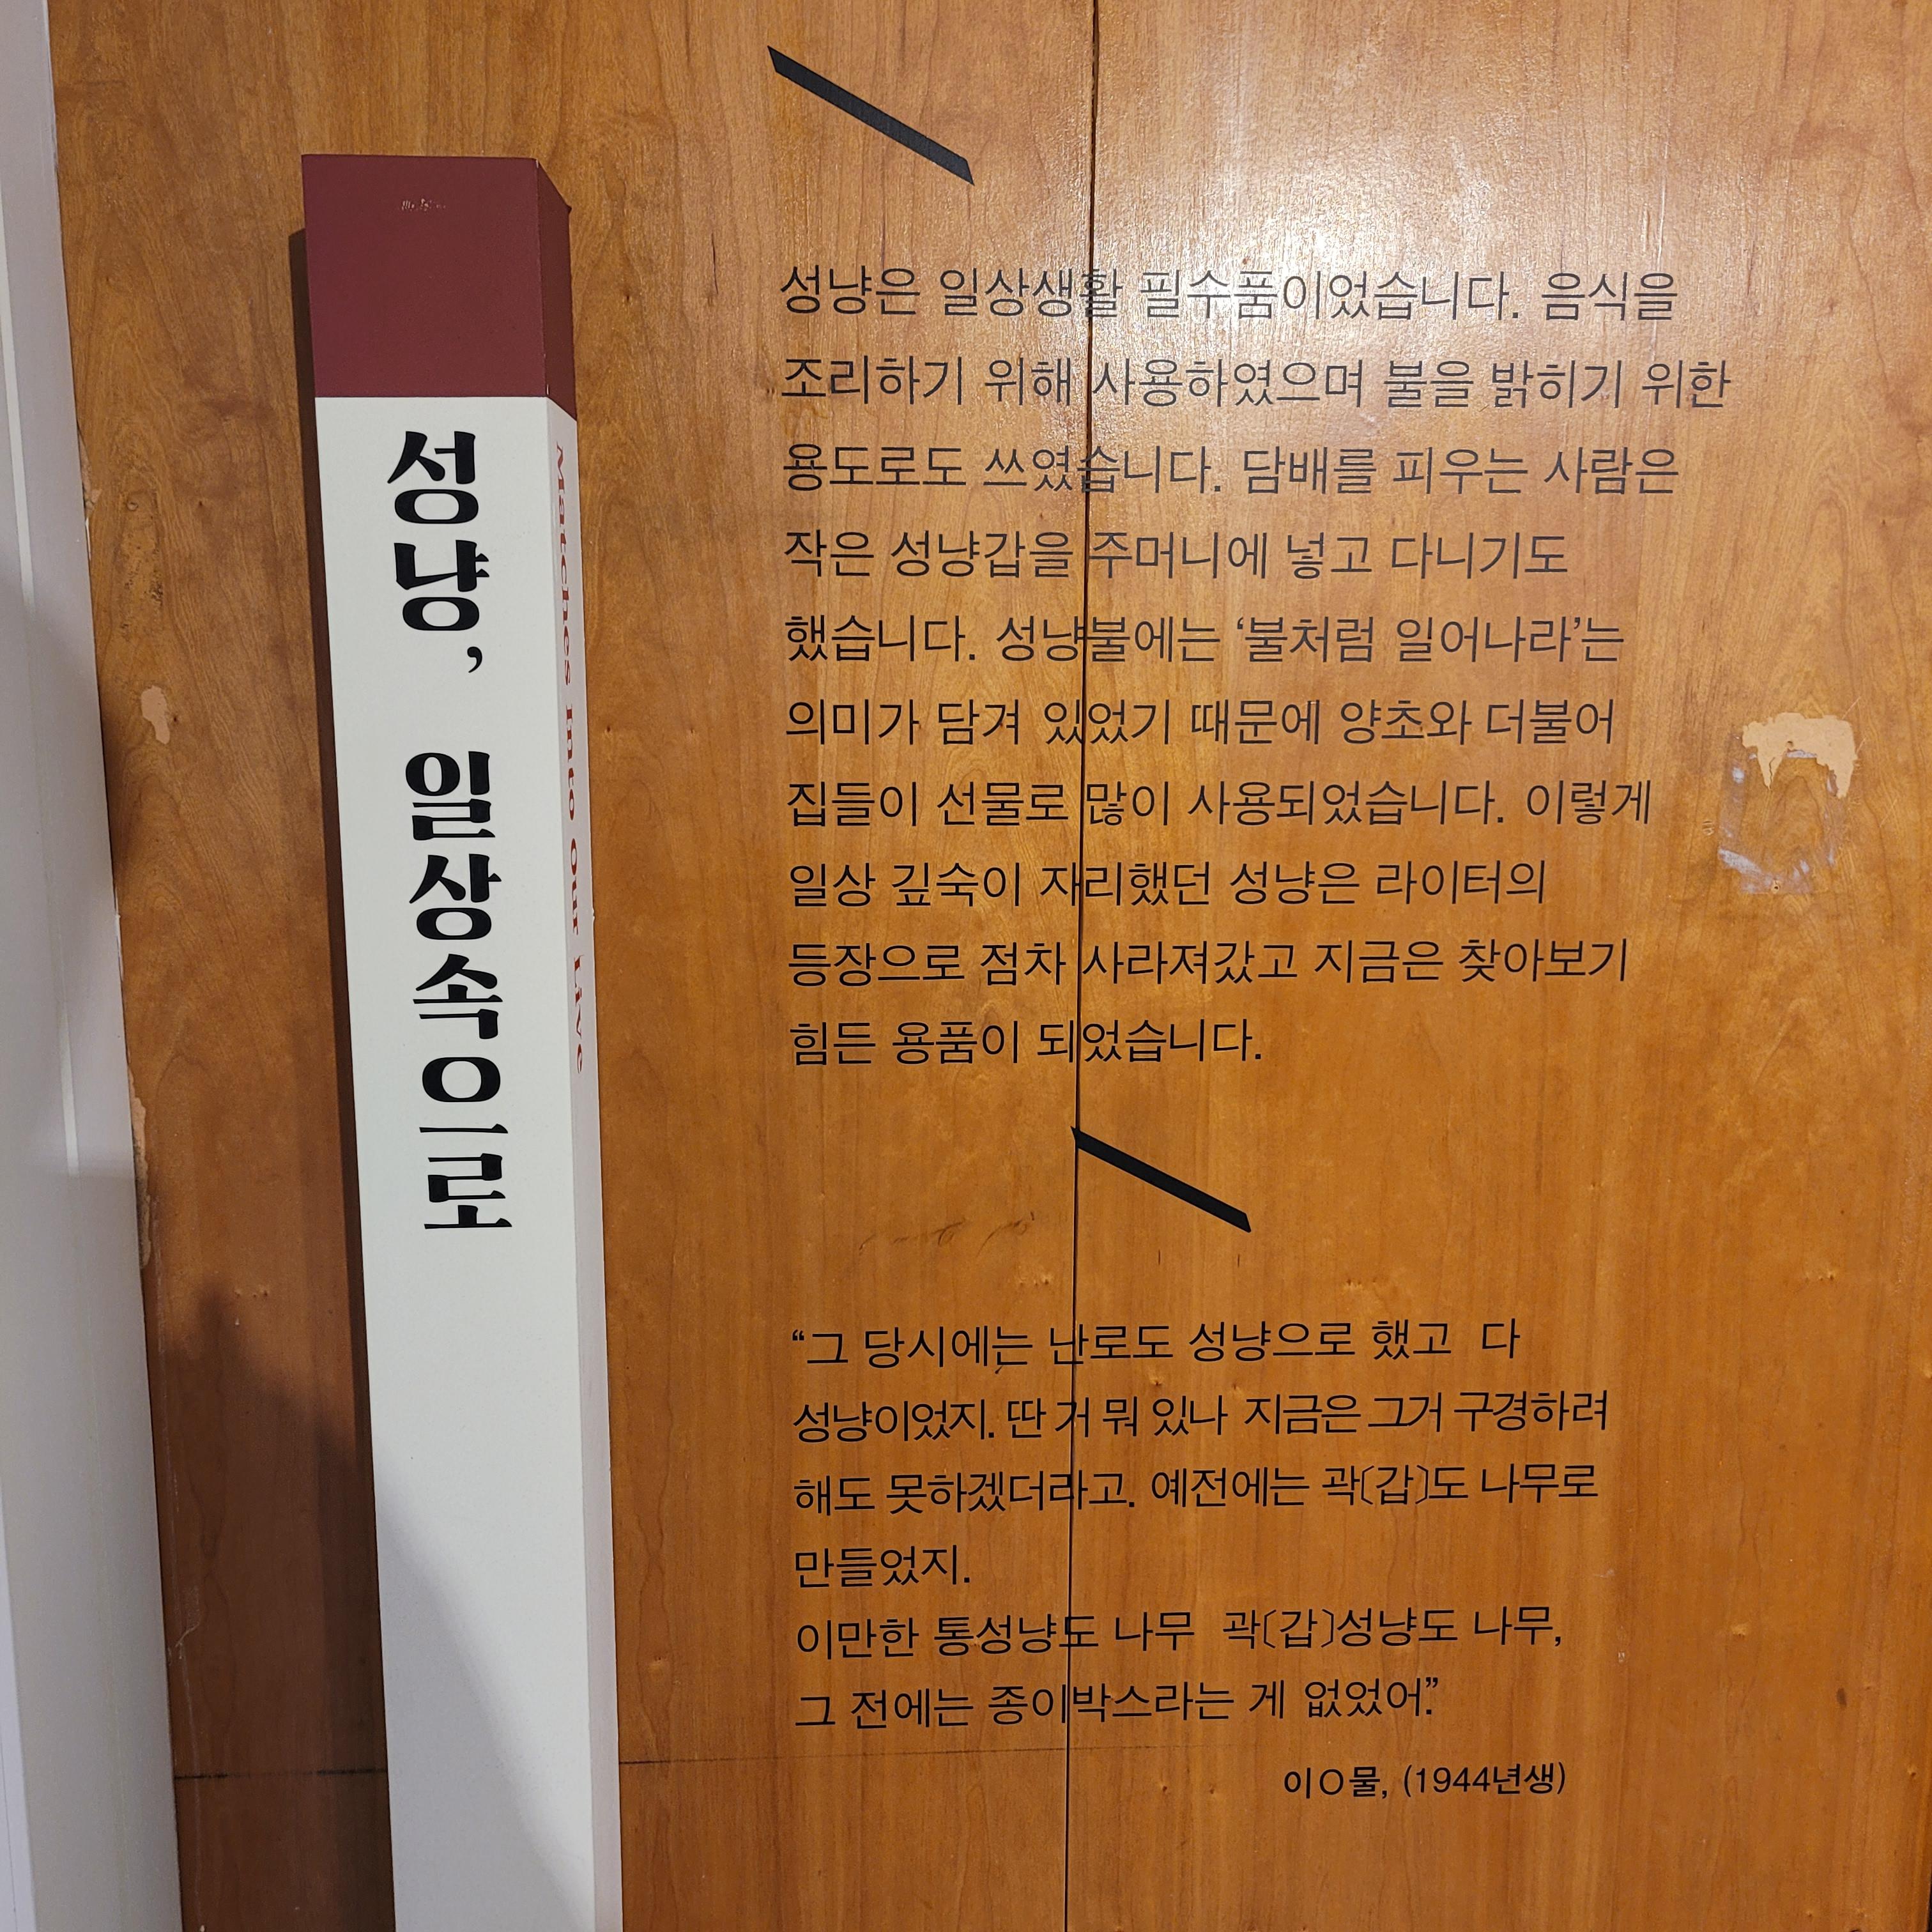 성냥, 일상속으로
Matches Into our Live
성냥은 일상생활 필수품이었습니다. 음식을
조리하기 위해 사용하였으며 불을 밝히기 위한
용도로도 쓰였습니다. 담배를 피우는 사람은
작은 성냥갑을 주머니에 넣고 다니기도
했습니다. 성냥불에는 ‘불처럼 일어나라’는
의미가 담겨 있었기 때문에 양초와 더불어
집들이 선물로 많이 사용되었습니다. 이렇게
일상 깊숙이 자리했던 성냥은 라이터의
등장으로 점차 사라져갔고 지금은 찾아보기
힘든 용품이 되었습니다.
“그 당시에는 난로도 성냥으로 했고 다
성냥이었지. 딴 거 뭐 있나 지금은 그거 구경하려
해도 못하겠더라고. 예전에는 곽〔갑〕도 나무로
만들었지.
이만한 통성냥도 나무 곽〔갑〕성냥도 나무,
그 전에는 종이박스라는 게 없었어.”
이O물, (1944년생)